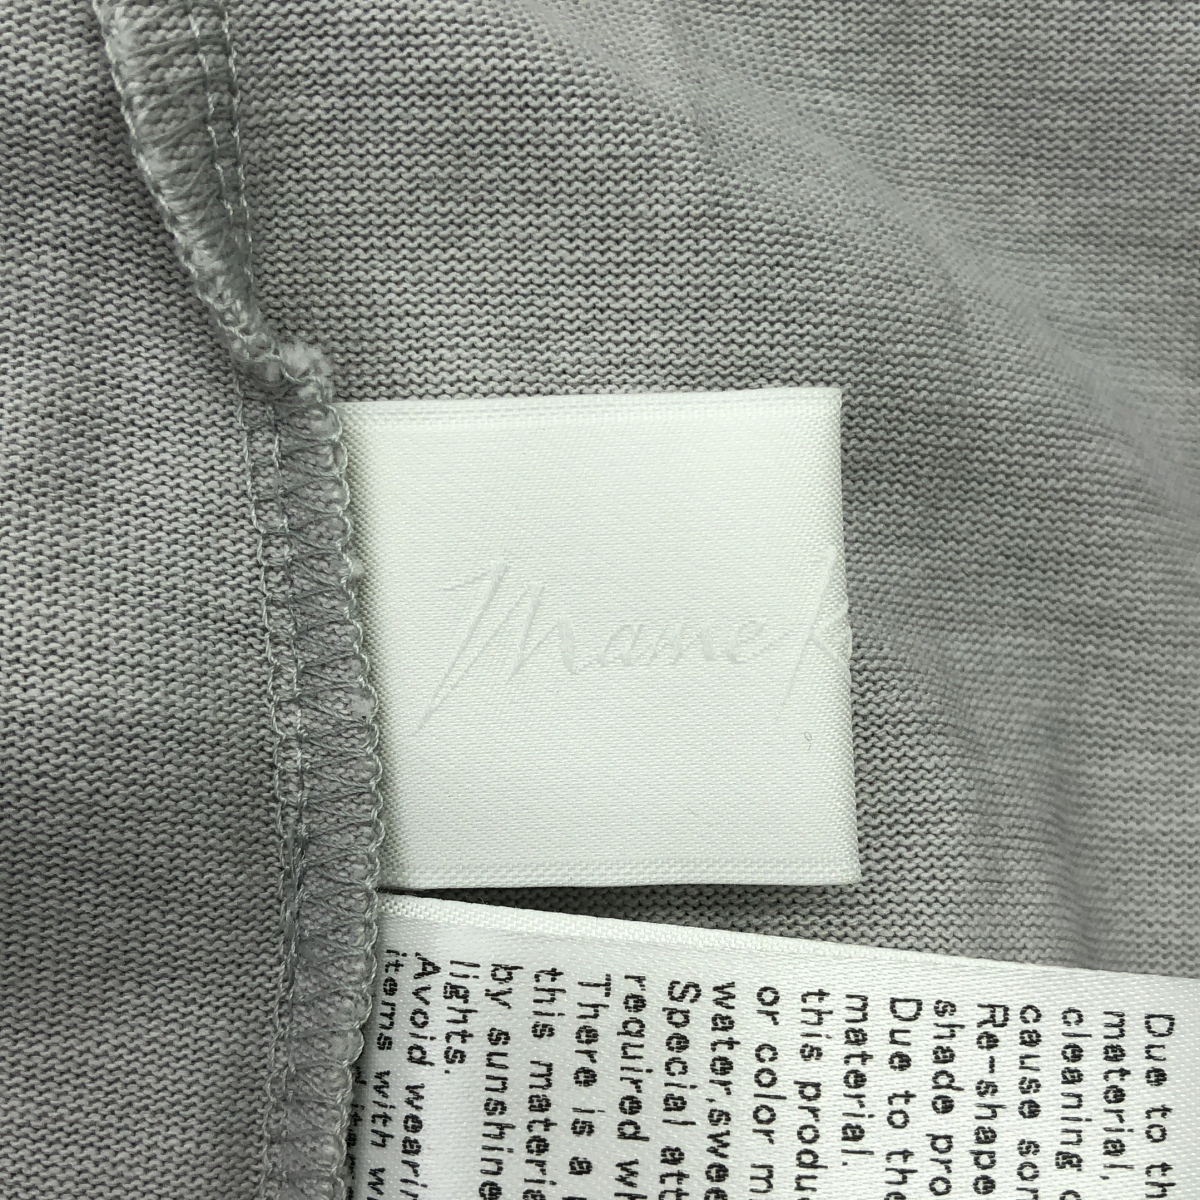 Due to th
material,
cleaning
cause so
Re-shape
shade pro
Due to the
material.
this produ
or color m
water, swee
Special att
required wh
There is a
this materia
by sunshine
lights.
Avoid weari
items with w